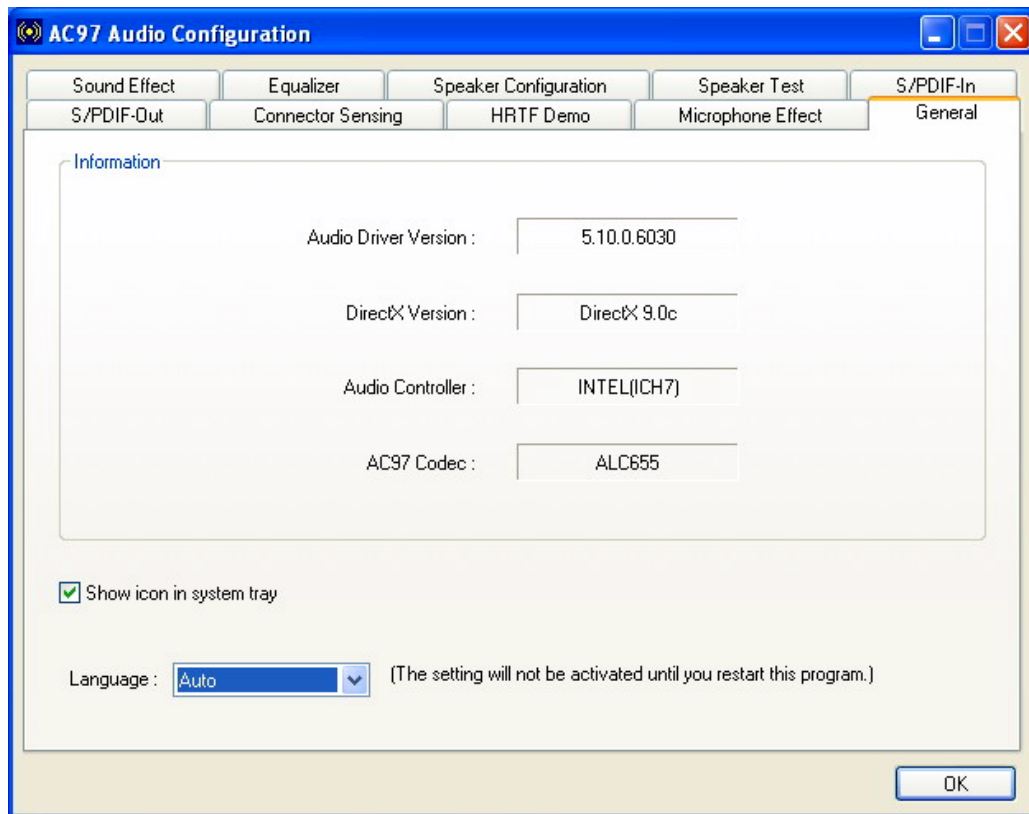 AC97 Audio Configuration
Sound Effect Equalizer Speaker Configuration Speaker Test S/PDIF-In
S/PDIF-Out Connector Sensing HRTF Demo Microphone Effect General
Information
Audio Driver Version : 5.10.0.6030
DirectX Version : DirectX 9.0c
Audio Controller : INTEL(ICH7)
AC97 Codec : ALC655
Show icon in system tray
Language : Auto (The setting will not be activated until you restart this program.)
OK